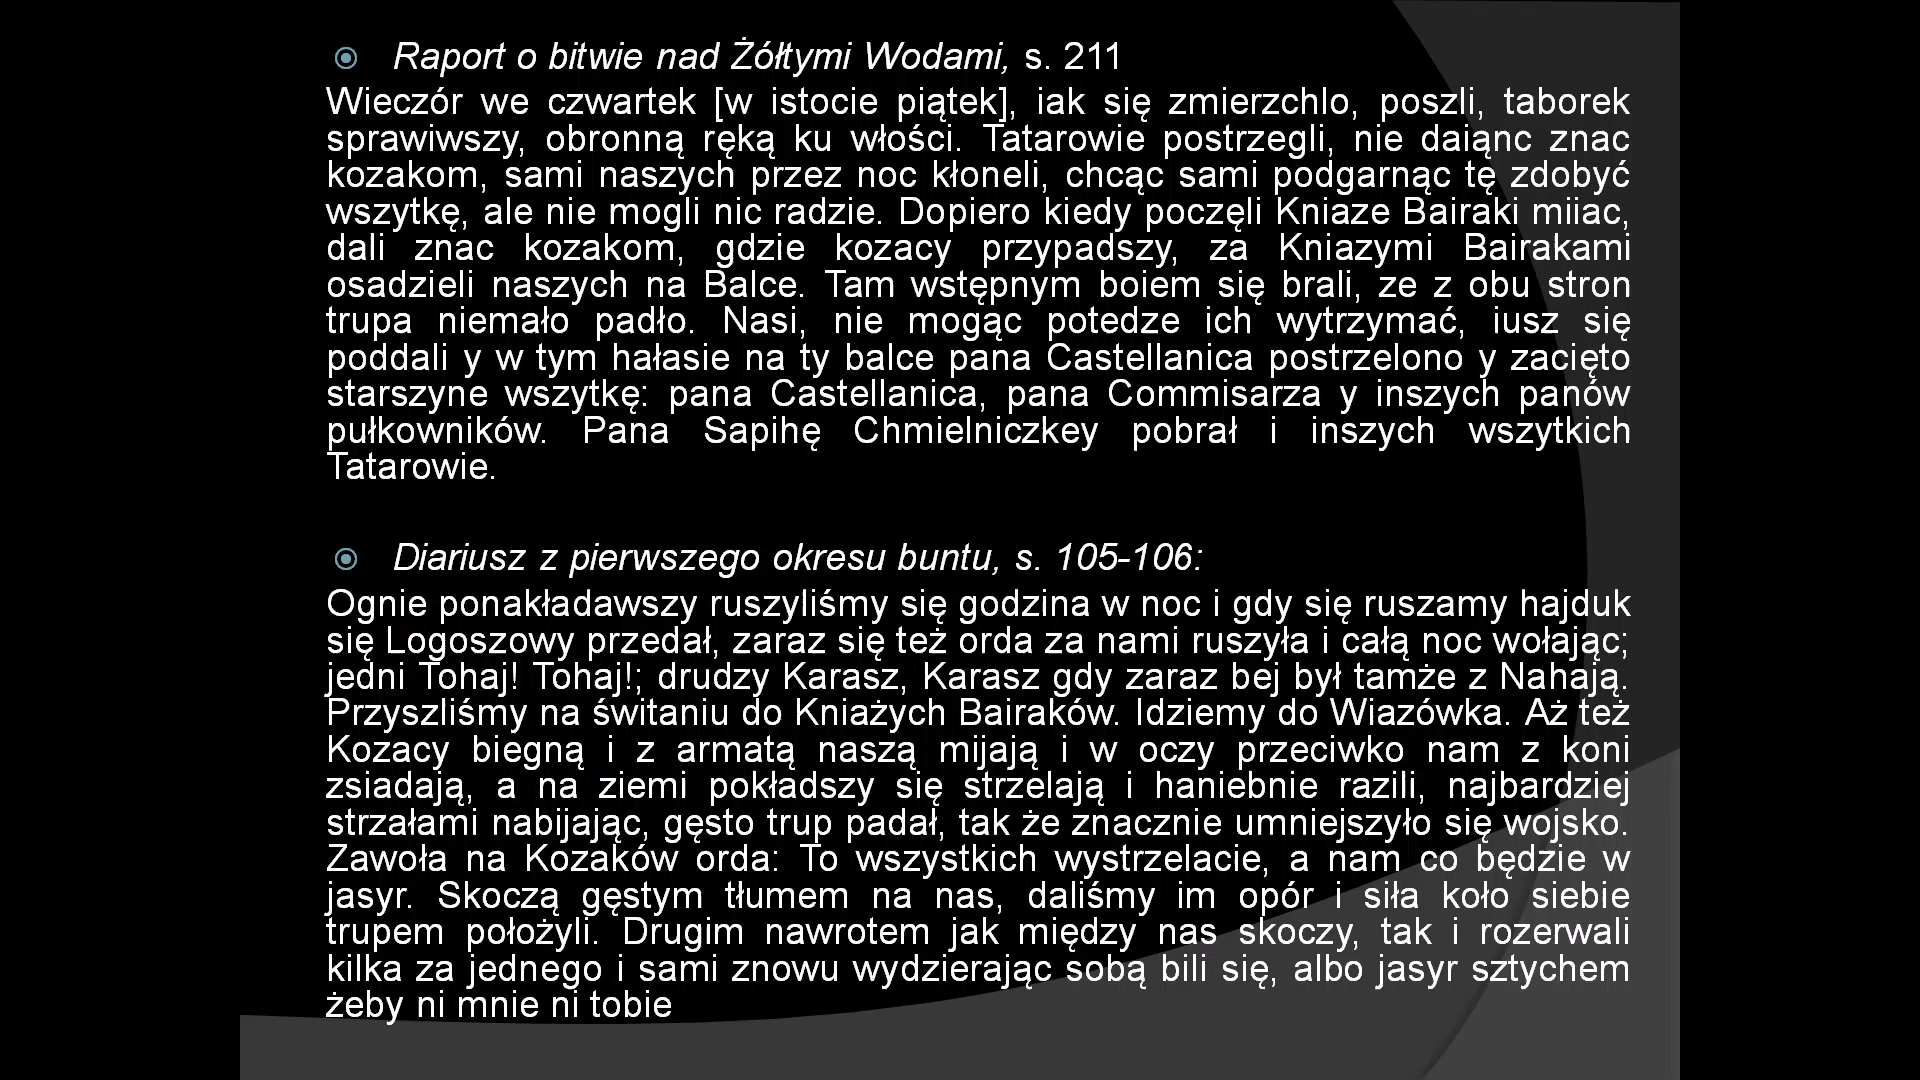 Raport o bitwie nad Żółtymi Wodami, s. 211
Wieczór we czwartek [w istocie piątek], iak się zmierzchlo, poszli, taborek
sprawiwszy, obronną ręką ku włości. Tatarowie postrzegli, nie daiąnc znac
kozakom, sami naszych przez noc kłoneli, chcąc sami podgarnąc tę zdobyć
wszytkę, ale nie mogli nic radzie. Dopiero kiedy poczęli Kniaze Bairaki miiac,
dali znac kozakom, gdzie kozacy przypadszy, za Kniazymi Bairakami
osadzieli naszych na Balce. Tam wstępnym boiem się brali, ze z obu stron
trupa niemało padło. Nasi, nie mogąc potedze ich wytrzymać, iusz się
poddali y w tym hałasie na ty balce pana Castellanica postrzelono y zacięto
starszyne wszytkę: pana Castellanica, pana Commisarza y inszych panów
pułkowników. Pana Sapihę Chmielniczkey pobrał i inszych wszytkich
Tatarowie.
Diariusz z pierwszego okresu buntu, s. 105-106:
Ognie ponakładawszy ruszyliśmy się godzina w noc i gdy się ruszamy hajduk
się Logoszowy przedał, zaraz się też orda za nami ruszyła i całą noc wołając;
jedni Tohaj! Tohaj!; drudzy Karasz, Karasz gdy zaraz bej był tamże z Nahają.
Przyszliśmy na świtaniu do Kniażych Bairaków. Idziemy do Wiazówka. Aż też
Kozacy biegną i z armatą naszą mijają i w oczy przeciwko nam z koni
zsiadają, a na ziemi pokładszy się strzelają i haniebnie razili, najbardziej
strzałami nabijając, gęsto trup padał, tak że znacznie umniejszyło się wojsko.
Zawoła na Kozaków orda: To wszystkich wystrzelacie, a nam co będzie w
jasyr. Skoczą gęstym tłumem na nas, daliśmy im opór i siła koło siebie
trupem położyli. Drugim nawrotem jak między nas skoczy, tak i rozerwali
kilka za jednego i sami znowu wydzierając sobą bili się, albo jasyr sztychem
żeby ni mnie ni tobie